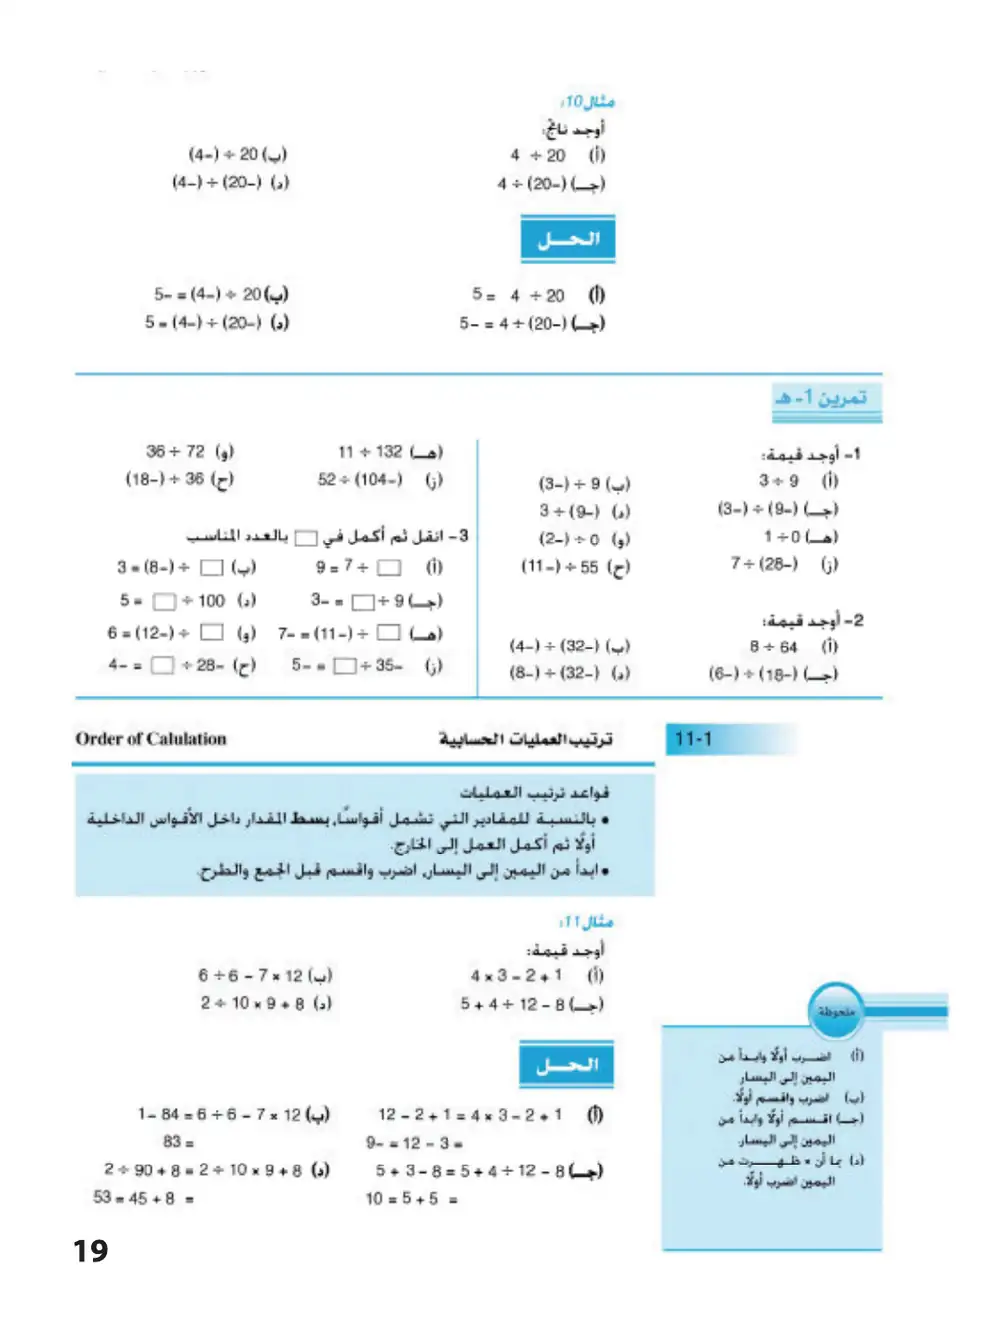 مثال 10:
أوجد ناتج:
(أ) 20 ÷ 4
(ب) 20 ÷ (–4)
(جـ) (–20) ÷ 4
(د) (–20) ÷ (–4)
الحـــل
(أ) 20 ÷ 4 = 5
(ب) 20 ÷ (–4) = –5
(جـ) (–20) ÷ 4 = –5
(د) (–20) ÷ (–4) = 5
تمرين 1- هـ
1- أوجد قيمة:
(أ) 9 ÷ 3
(ب) 9 ÷ (–3)
(جـ) (–9) ÷ (–3)
(د) (–9) ÷ 3
(هـ) 0 ÷ 1
(و) 0 ÷ (–2)
(ز) (–28) ÷ 7
(ح) 55 ÷ (–11)
2- أوجد قيمة:
(أ) 64 ÷ 8
(ب) (–32) ÷ (–4)
(جـ) (–18) ÷ (–6)
(د) (–32) ÷ (–8)
(هـ) 132 ÷ 11
(و) 72 ÷ 36
(ز) (–104) ÷ 52
(ح) 36 ÷ (–18)
3- انقل ثم أكمل في □ بالعدد المناسب
(أ) □ ÷ 7 = 9
(ب) □ ÷ (–8) = 3
(جـ) 9 ÷ □ = –3
(د) 100 ÷ □ = 5
(هـ) □ ÷ (–11) = –7
(و) □ ÷ (–12) = 6
(ز) –35 ÷ □ = –5
(ح) –28 ÷ □ = –4
11-1
ترتيب العمليات الحسابية
Order of Calulation
قواعد ترتيب العمليات
• بالنسبة للمقادير التي تشمل أقواسًا، بسط المقدار داخل الأقواس الداخلية
أولًا ثم أكمل العمل إلى الخارج.
• ابدأ من اليمين إلى اليسار، اضرب واقسم قبل الجمع والطرح.
مثال 11:
أوجد قيمة:
(أ) 1 + 2 – 3 × 4
(ب) 12 × 7 – 6 ÷ 6
(جـ) 8 – 12 ÷ 4 + 5
(د) 8 + 9 × 10 ÷ 2
الحـــل
(أ) 1 + 2 – 3 × 4 = 1 + 2 – 12
= 3 – 12 = –9
(ب) 12 × 7 – 6 ÷ 6 = 84 – 1
= 83
(جـ) 8 – 12 ÷ 4 + 5 = 8 – 3 + 5
= 5 + 5 = 10
(د) 8 + 9 × 10 ÷ 2 = 8 + 90 ÷ 2
= 8 + 45 = 53
ملحوظة
(أ) اضرب أولًا وابدأ من
اليمين إلى اليسار
(ب) اضرب واقسم أولًا.
(جـ) اقسم أولًا وابدأ من
اليمين إلى اليسار.
(د) بما أن × ظهرت من
اليمين اضرب أولًا.
19